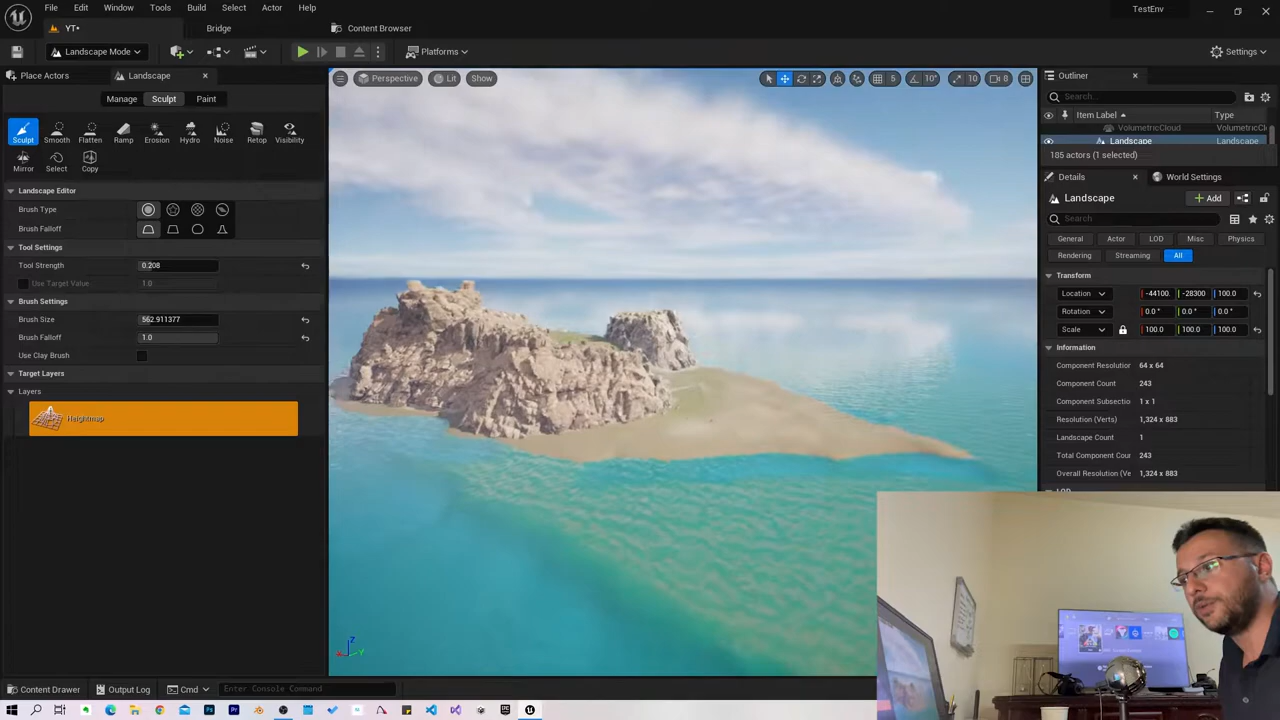 File Edit Window Tools Build Select Actor Help
TestEnv
YT•
Bridge
Content Browser
Landscape Mode
Platforms
Settings
Place Actors
Landscape
Perspective
Lit
Show
5
10°
10
8
Outliner
Search...
Item Label
Type
VolumetricCloud
VolumetricClo
Landscape
Landscape
185 actors (1 selected)
Manage
Sculpt
Paint
Sculpt
Smooth
Flatten
Ramp
Erosion
Hydro
Noise
Retop
Visibility
Mirror
Select
Copy
Landscape Editor
Brush Type
Brush Falloff
Tool Settings
Tool Strength
0.208
Use Target Value
1.0
Brush Settings
Brush Size
562.911377
Brush Falloff
1.0
Use Clay Brush
Target Layers
Layers
Heightmap
Details
World Settings
Landscape
Add
Search
General
Actor
LOD
Misc
Physics
Rendering
Streaming
All
Transform
Location
-44100.
-28300
100.0
Rotation
0.0 °
0.0 °
0.0 °
Scale
100.0
100.0
100.0
Information
Component Resolution
64 x 64
Component Count
243
Component Subsectio
1 x 1
Resolution (Verts)
1,324 x 883
Landscape Count
1
Total Component Cour
243
Overall Resolution (Ve
1,324 x 883
LOD
Z
Y
Content Drawer
Output Log
Cmd
Enter Console Command